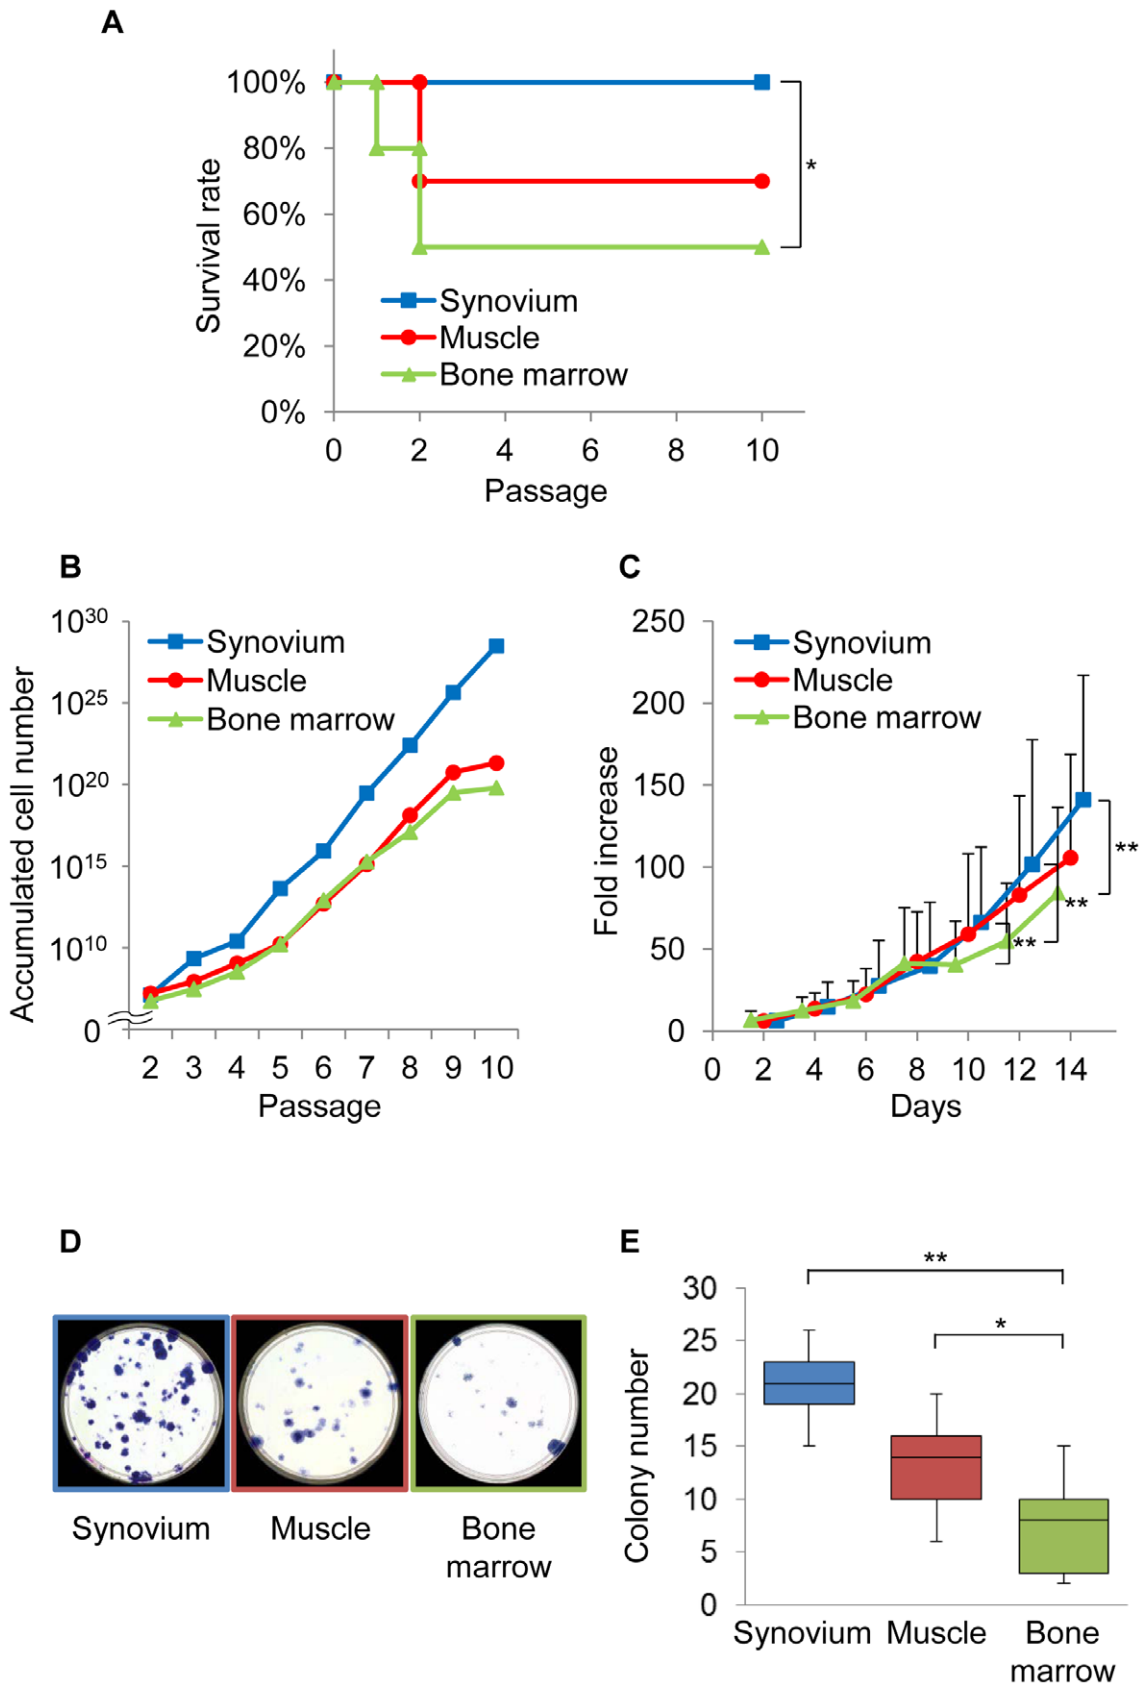 A
100%
80%
60%
40%
20%
0%
Survival rate
Synovium
Muscle
Bone marrow
*
0 2 4 6 8 10
Passage
B
10³⁰
10²⁵
10²⁰
10¹⁵
10¹⁰
0
Accumulated cell number
Synovium
Muscle
Bone marrow
2 3 4 5 6 7 8 9 10
Passage
C
250
200
150
100
50
0
Fold increase
Synovium
Muscle
Bone marrow
**
**
**
0 2 4 6 8 10 12 14
Days
D
Synovium
Muscle
Bone
marrow
E
**
*
30
25
20
15
10
5
0
Colony number
Synovium
Muscle
Bone
marrow